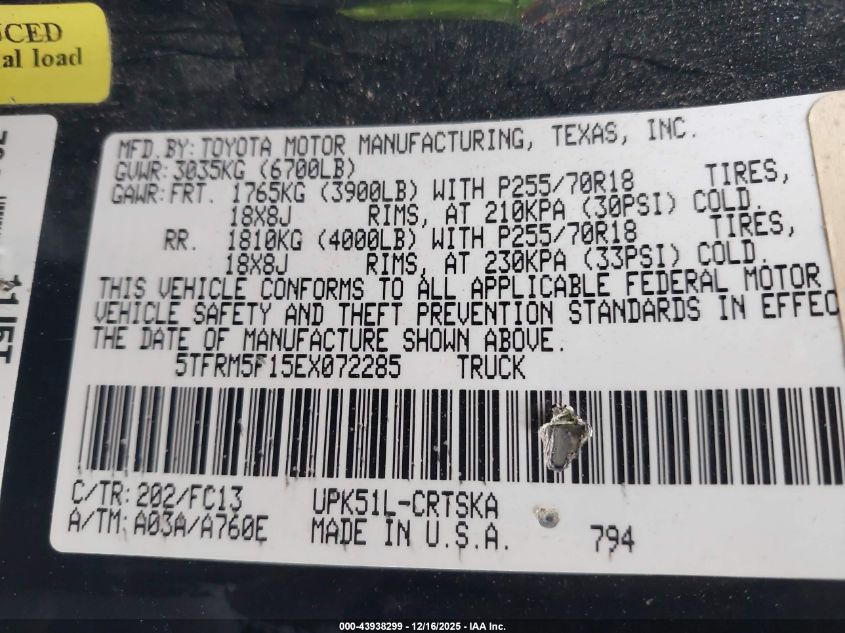 UCED
al load
MFD.BY: TOYOTA MOTOR MANUFACTURING, TEXAS, INC.
GVWR: 3035KG (6700LB)
GAWR: FRT. 1765KG (3900LB) WITH P255/70R18 TIRES,
18X8J RIMS, AT 210KPA (30PSI) COLD.
RR. 1810KG (4000LB) WITH P255/70R18 TIRES,
18X8J RIMS, AT 230KPA (33PSI) COLD.
THIS VEHICLE CONFORMS TO ALL APPLICABLE FEDERAL MOTOR
VEHICLE SAFETY AND THEFT PREVENTION STANDARDS IN EFFEC
THE DATE OF MANUFACTURE SHOWN ABOVE.
5TFRM5F15EX072285 TRUCK
C/TR: 202/FC13 UPK51L-CRTSKA
A/TM: A03A/A760E MADE IN U.S.A. 794
000-43938299 - 12/16/2025 - IAA Inc.